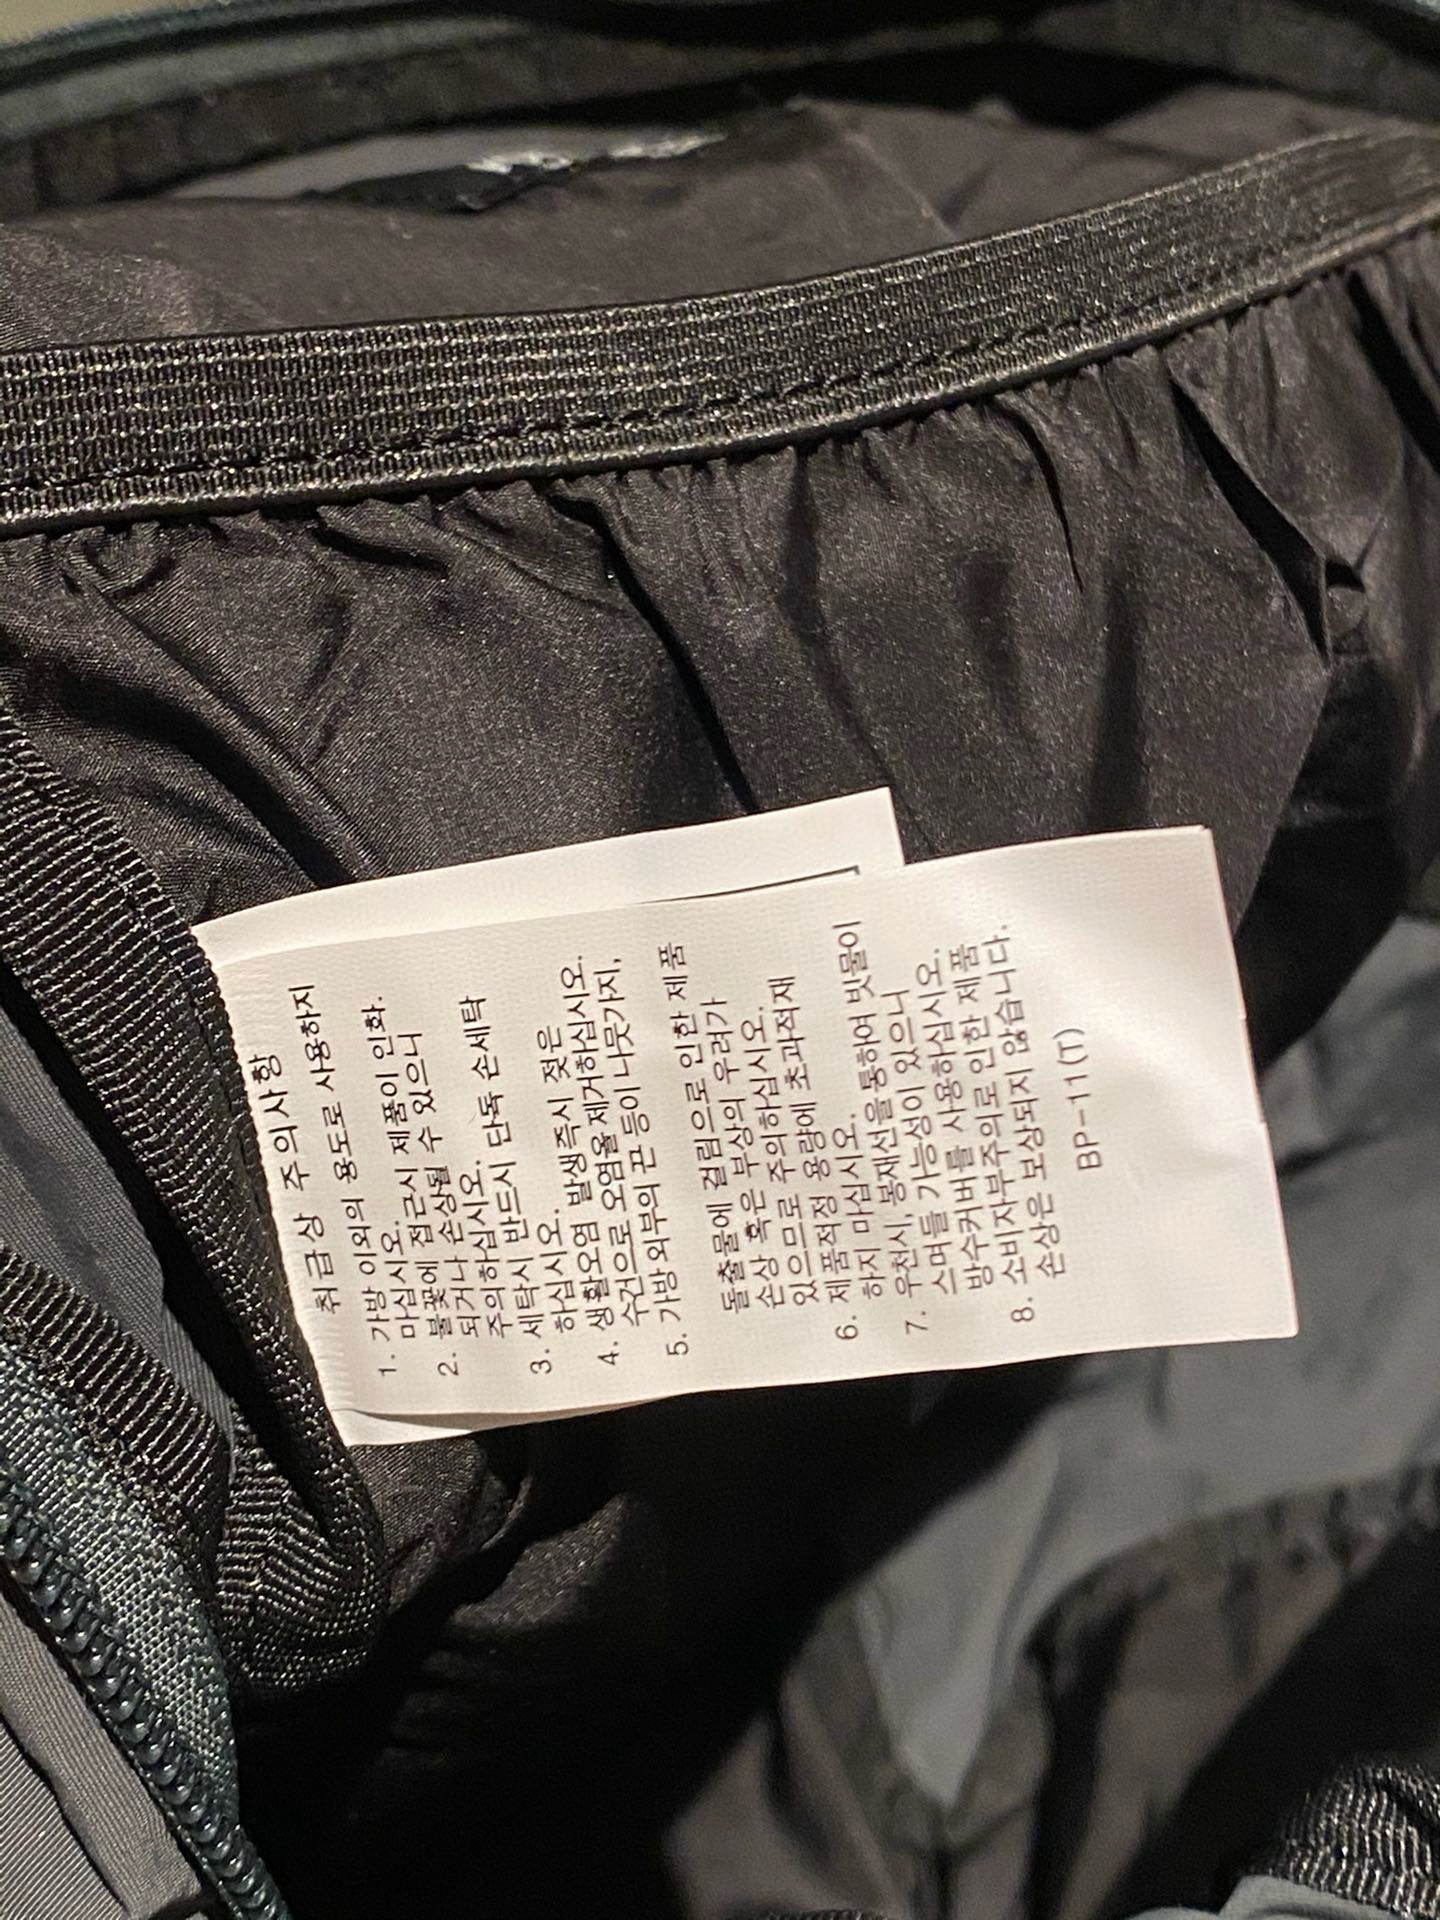 취급상 주의사항
1. 가방 이외의 용도로 사용하지
마십시오.
2. 불꽃에 접근시 제품이 인화.
되거나 손상될 수 있으니
주의하십시오.
3. 세탁시 반드시 단독 손세탁
하십시오.
4. 생활오염 발생즉시 젖은
수건으로 오염을 제거하십시오.
5. 가방 외부의 끈 등이 나뭇가지,
돌출물에 걸림으로 인한 제품
손상 혹은 부상의 우려가
있으므로 주의하십시오.
6. 제품적정 용량에 초과적재
하지 마십시오.
7. 우천시, 봉재선을 통하여 빗물이
스며들 가능성이 있으니
방수커버를 사용하십시오.
8. 소비자부주의로 인한 제품
손상은 보상되지 않습니다.
BP-11(T)